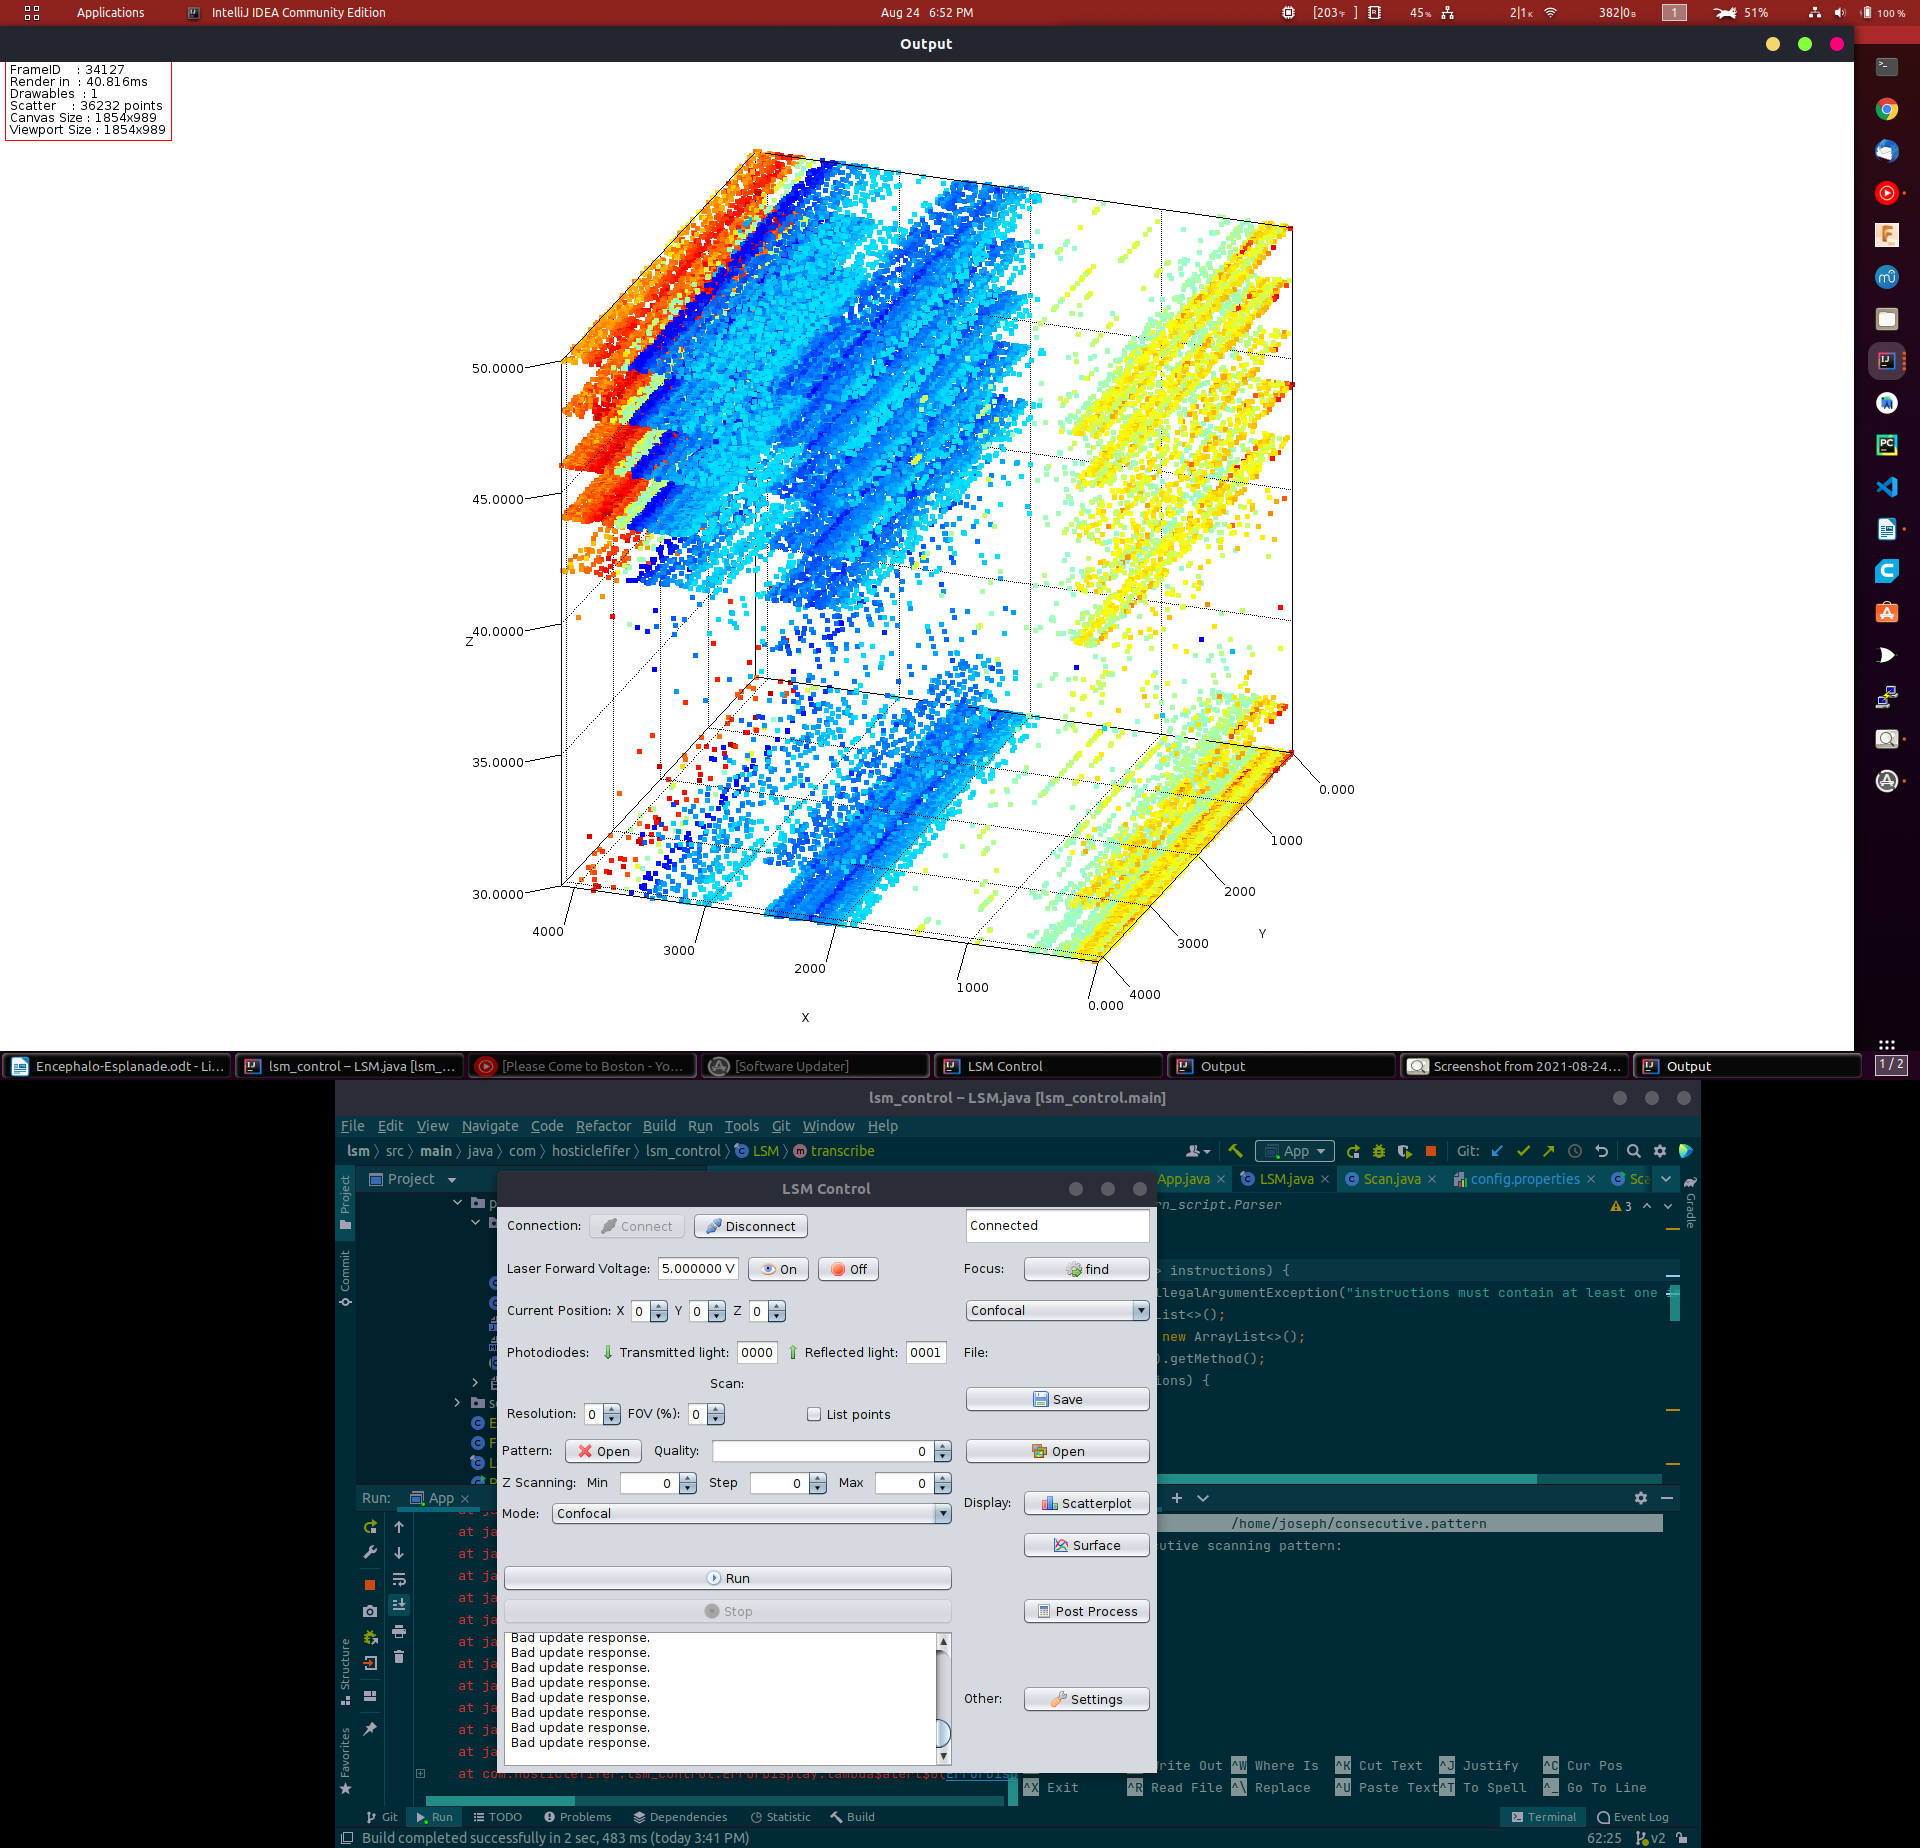 Applications
IntelliJ IDEA Community Edition
Aug 24 6:52 PM
[203°F ]
45%
2|1K
382|0B
1
51%
100 %
Output
FrameID : 34127
Render in : 40.816ms
Drawables : 1
Scatter : 36232 points
Canvas Size : 1854x989
Viewport Size : 1854x989
50.0000
45.0000
Z
40.0000
35.0000
30.0000
4000
3000
2000
1000
0.000
X
0.000
1000
2000
3000
4000
Y
Encephalo-Esplanade.odt - Li...
lsm_control – LSM.java [lsm_...
[Please Come to Boston - Yo...
[Software Updater]
LSM Control
Output
Screenshot from 2021-08-24...
Output
1 / 2
lsm_control – LSM.java [lsm_control.main]
File Edit View Navigate Code Refactor Build Run Tools Git Window Help
lsm 〉 src 〉 main 〉 java 〉 com 〉 hosticlefifer 〉 lsm_control 〉 LSM 〉 transcribe
App
Git:
Project
Project
Commit
Structure
Favorites
Gradle
App.java
LSM.java
Scan.java
config.properties
Sca
n_script.Parser
3
> instructions) {
llegalArgumentException("instructions must contain at least one
ist<>();
new ArrayList<>();
).getMethod();
ions) {
LSM Control
Connection: Connect Disconnect
Connected
Laser Forward Voltage: 5.000000 V On Off
Focus: find
Current Position: X 0 Y 0 Z 0
Confocal
Photodiodes: Transmitted light: 0000 Reflected light: 0001
File:
Scan:
Save
Resolution: 0 FOV (%): 0 List points
Pattern: Open Quality: 0
Open
Z Scanning: Min 0 Step 0 Max 0
Mode: Confocal
Display: Scatterplot
Surface
Run
Stop
Post Process
Bad update response.
Bad update response.
Bad update response.
Bad update response.
Bad update response.
Bad update response.
Bad update response.
Bad update response.
Other: Settings
Run: App
at ja
at ja
at ja
at ja
at ja
at ja
at ja
at ja
at ja
at ja
at ja
at com.hosticlefifer.lsm_control.ErrorDisplay.lambda$alert$0(ErrorDisp
/home/joseph/consecutive.pattern
utive scanning pattern:
rite Out ^W Where Is ^K Cut Text ^J Justify ^C Cur Pos
^X Exit ^R Read File ^\ Replace ^U Paste Text ^T To Spell ^_ Go To Line
Git Run TODO Problems Dependencies Statistic Build
Terminal Event Log
Build completed successfully in 2 sec, 483 ms (today 3:41 PM)
62:25 v2